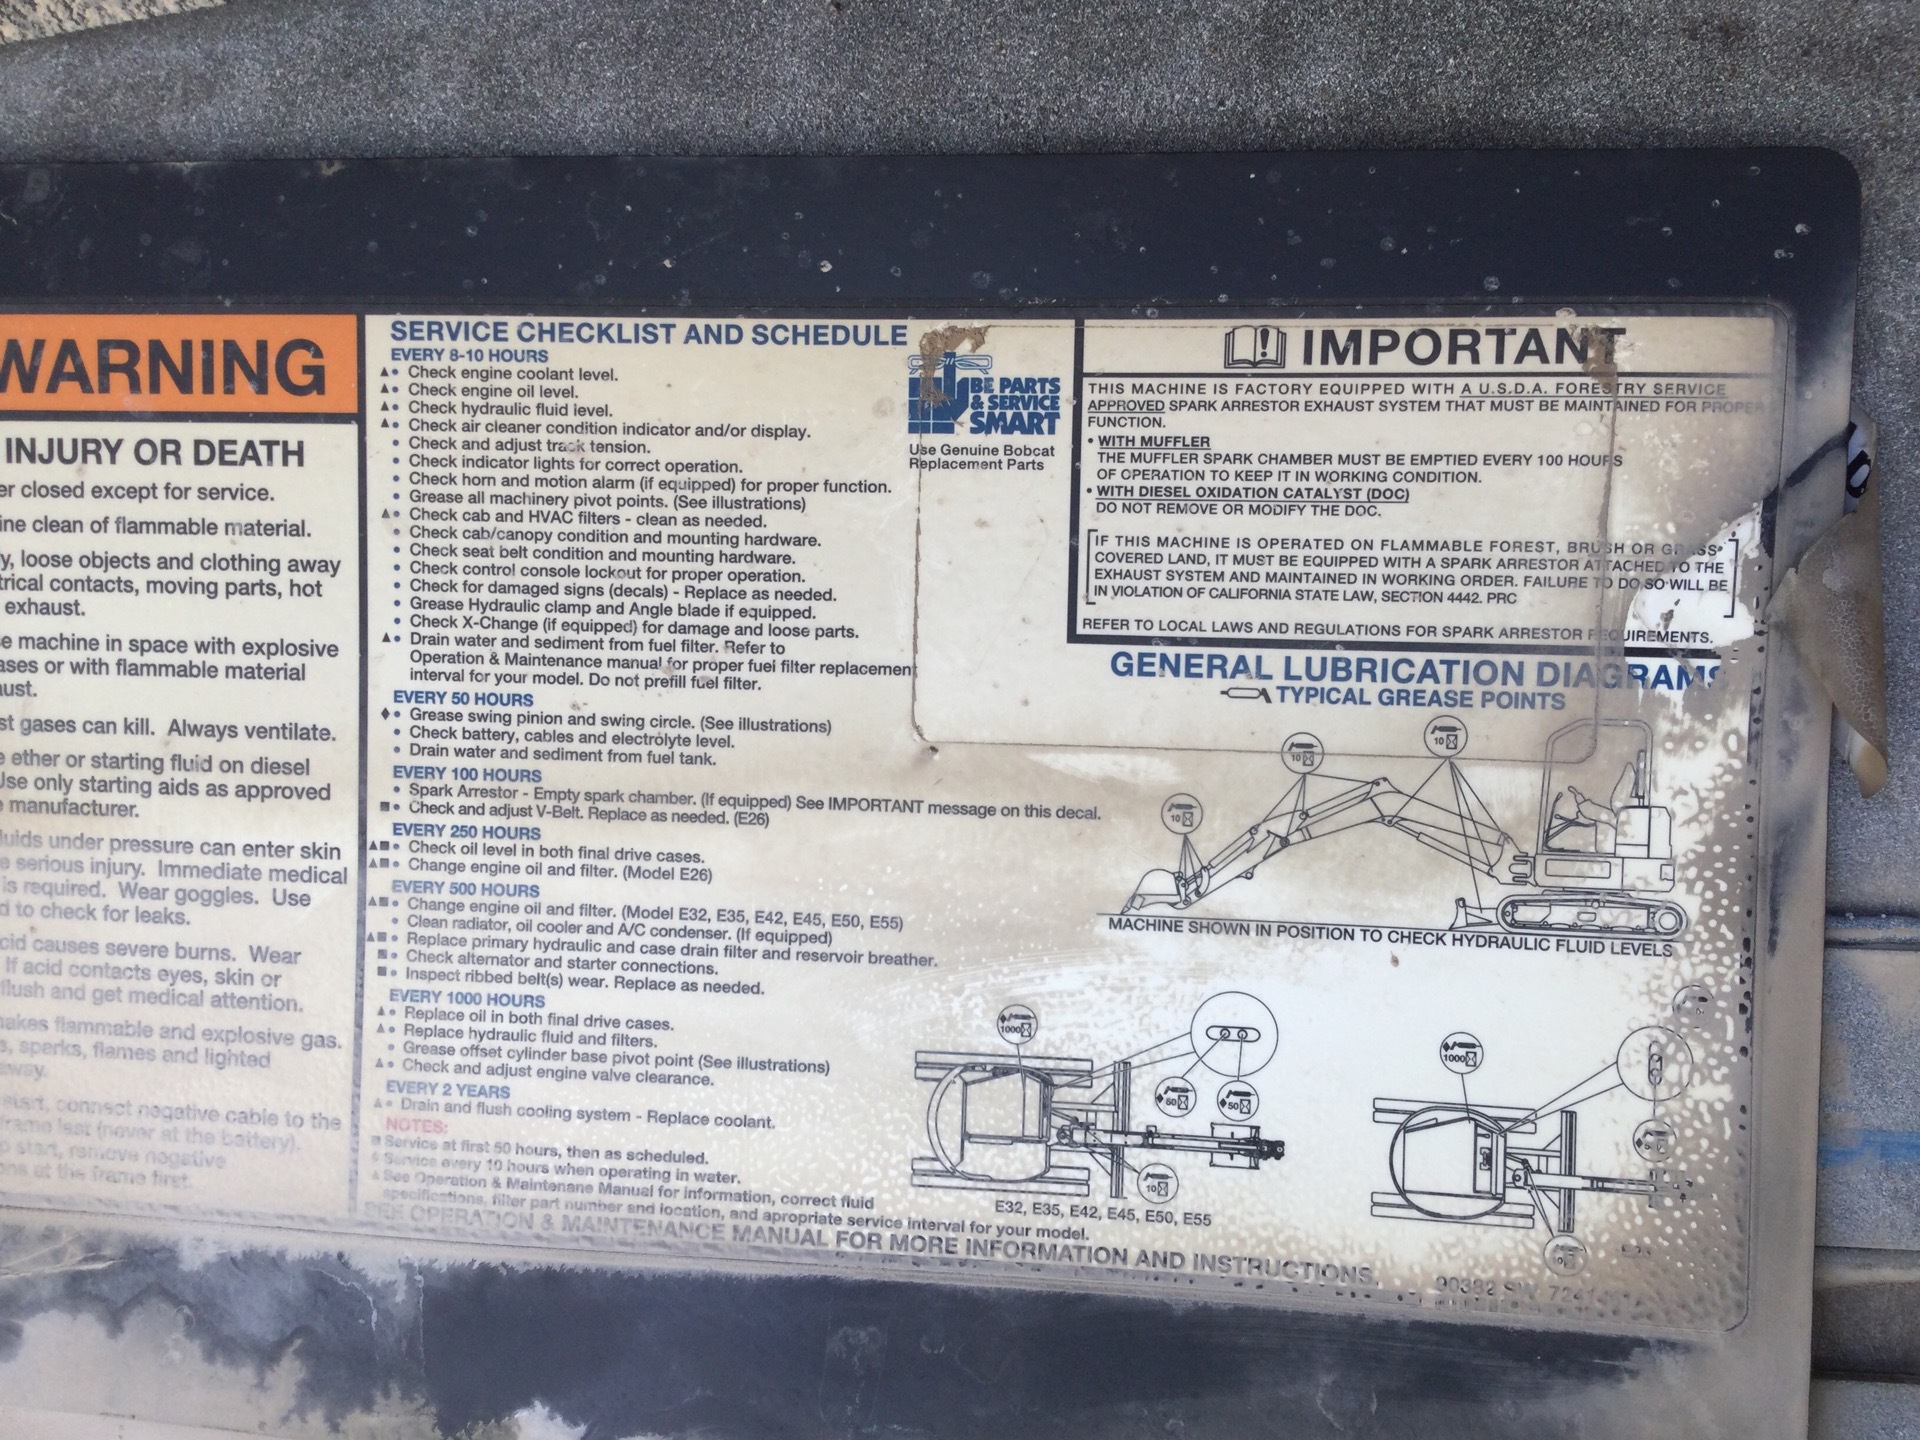 WARNING
INJURY OR DEATH
er closed except for service.
ine clean of flammable material.
y, loose objects and clothing away
trical contacts, moving parts, hot
exhaust.
se machine in space with explosive
ases or with flammable material
aust.
st gases can kill. Always ventilate.
e ether or starting fluid on diesel
Use only starting aids as approved
e manufacturer.
luids under pressure can enter skin
e serious injury. Immediate medical
is required. Wear goggles. Use
d to check for leaks.
cid causes severe burns. Wear
If acid contacts eyes, skin or
flush and get medical attention.
nakes flammable and explosive gas.
s, sparks, flames and lighted
away.
start, connect negative cable to the
frame last (never at the battery).
o start, remove negative
ons at the frame first.
SERVICE CHECKLIST AND SCHEDULE
EVERY 8-10 HOURS
▲• Check engine coolant level.
▲• Check engine oil level.
▲• Check hydraulic fluid level.
▲• Check air cleaner condition indicator and/or display.
• Check and adjust track tension.
• Check indicator lights for correct operation.
• Check horn and motion alarm (if equipped) for proper function.
• Grease all machinery pivot points. (See illustrations)
▲• Check cab and HVAC filters - clean as needed.
• Check cab/canopy condition and mounting hardware.
• Check seat belt condition and mounting hardware.
• Check control console lockout for proper operation.
• Check for damaged signs (decals) - Replace as needed.
• Grease Hydraulic clamp and Angle blade if equipped.
• Check X-Change (if equipped) for damage and loose parts.
▲• Drain water and sediment from fuel filter. Refer to
Operation & Maintenance manual for proper fuel filter replacement
interval for your model. Do not prefill fuel filter.
EVERY 50 HOURS
♦• Grease swing pinion and swing circle. (See illustrations)
• Check battery, cables and electrolyte level.
• Drain water and sediment from fuel tank.
EVERY 100 HOURS
• Spark Arrestor - Empty spark chamber. (If equipped) See IMPORTANT message on this decal.
■• Check and adjust V-Belt. Replace as needed. (E26)
EVERY 250 HOURS
▲■• Check oil level in both final drive cases.
▲■• Change engine oil and filter. (Model E26)
EVERY 500 HOURS
▲■• Change engine oil and filter. (Model E32, E35, E42, E45, E50, E55)
• Clean radiator, oil cooler and A/C condenser. (If equipped)
▲■• Replace primary hydraulic and case drain filter and reservoir breather.
■• Check alternator and starter connections.
■• Inspect ribbed belt(s) wear. Replace as needed.
EVERY 1000 HOURS
▲• Replace oil in both final drive cases.
▲• Replace hydraulic fluid and filters.
• Grease offset cylinder base pivot point (See illustrations)
▲• Check and adjust engine valve clearance.
EVERY 2 YEARS
▲• Drain and flush cooling system - Replace coolant.
NOTES:
■ Service at first 50 hours, then as scheduled.
♦ Service every 10 hours when operating in water.
▲ See Operation & Maintenane Manual for information, correct fluid
specifications, filter part number and location, and apropriate service interval for your model.
SEE OPERATION & MAINTENANCE MANUAL FOR MORE INFORMATION AND INSTRUCTIONS.
BE PARTS
& SERVICE
SMART
Use Genuine Bobcat
Replacement Parts
IMPORTANT
THIS MACHINE IS FACTORY EQUIPPED WITH A U.S.D.A. FORESTRY SERVICE
APPROVED SPARK ARRESTOR EXHAUST SYSTEM THAT MUST BE MAINTAINED FOR PROPER
FUNCTION.
• WITH MUFFLER
THE MUFFLER SPARK CHAMBER MUST BE EMPTIED EVERY 100 HOURS
OF OPERATION TO KEEP IT IN WORKING CONDITION.
• WITH DIESEL OXIDATION CATALYST (DOC)
DO NOT REMOVE OR MODIFY THE DOC.
IF THIS MACHINE IS OPERATED ON FLAMMABLE FOREST, BRUSH OR GRASS
COVERED LAND, IT MUST BE EQUIPPED WITH A SPARK ARRESTOR ATTACHED TO THE
EXHAUST SYSTEM AND MAINTAINED IN WORKING ORDER. FAILURE TO DO SO WILL BE
IN VIOLATION OF CALIFORNIA STATE LAW, SECTION 4442. PRC
REFER TO LOCAL LAWS AND REGULATIONS FOR SPARK ARRESTOR REQUIREMENTS.
GENERAL LUBRICATION DIAGRAMS
TYPICAL GREASE POINTS
10
10
10
MACHINE SHOWN IN POSITION TO CHECK HYDRAULIC FLUID LEVELS
1000
50
50
10
E32, E35, E42, E45, E50, E55
1000